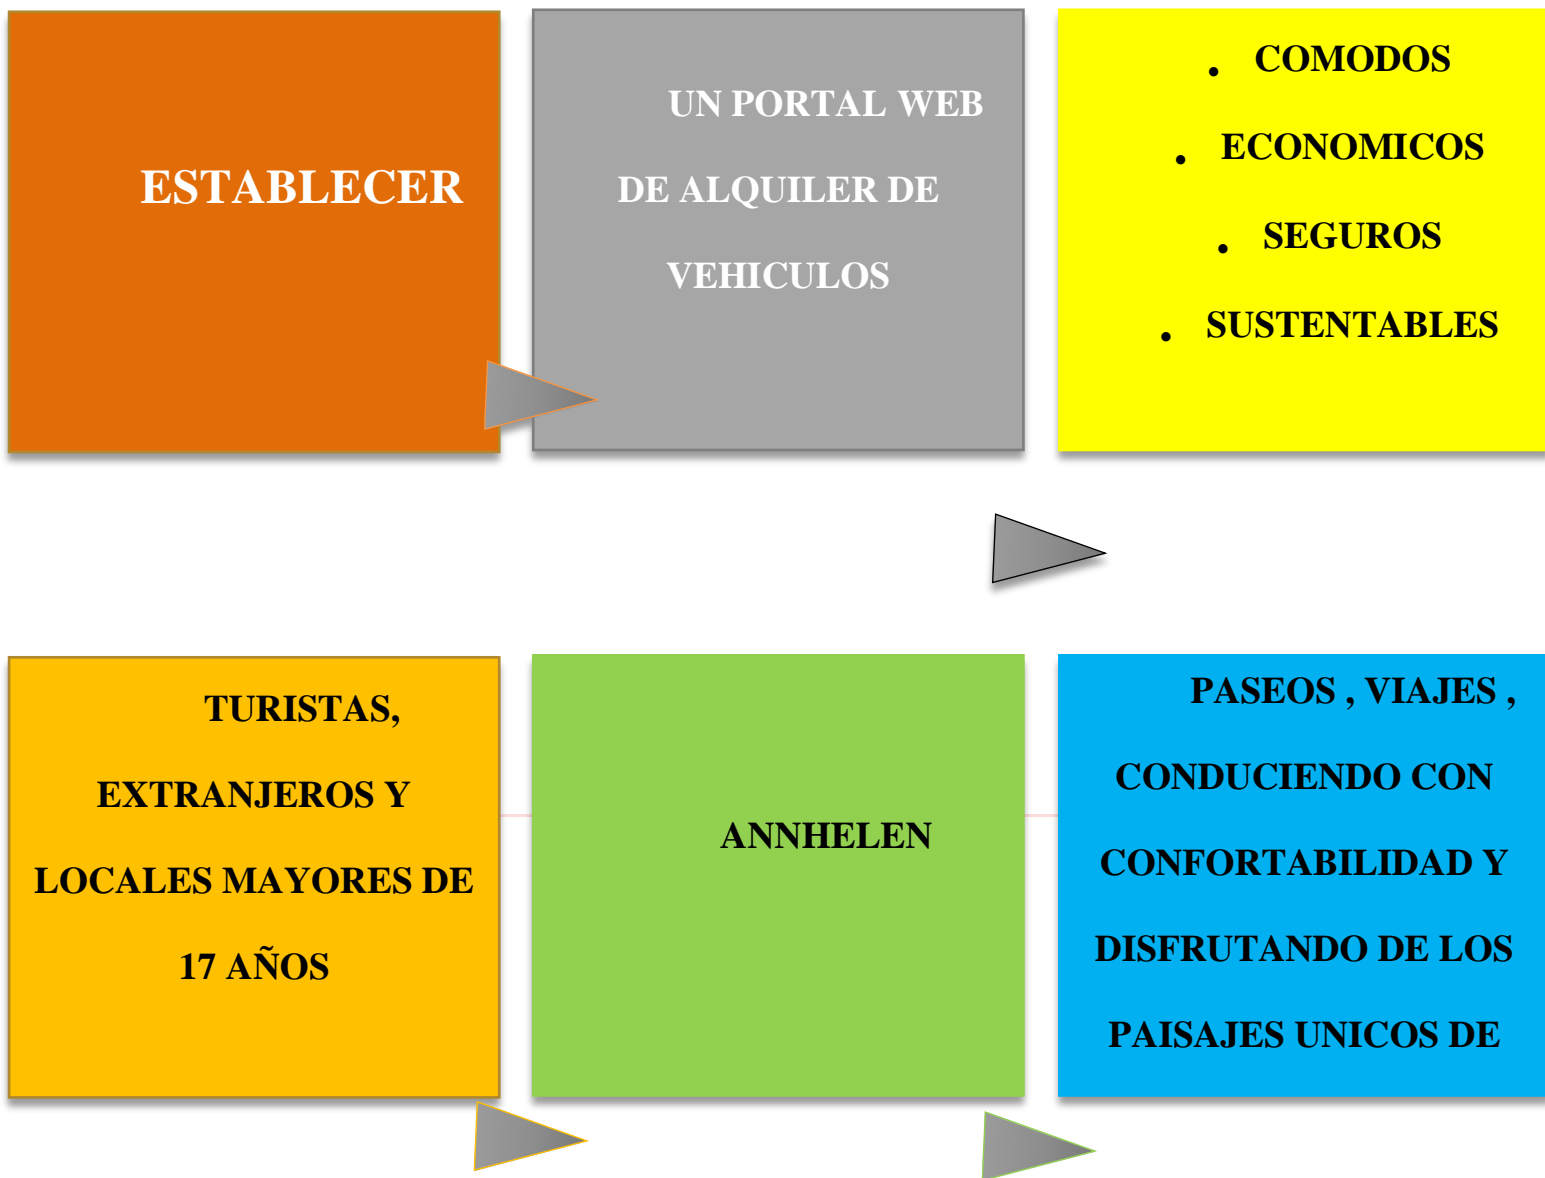 ESTABLECER
UN PORTAL WEB
DE ALQUILER DE
VEHICULOS
. COMODOS
. ECONOMICOS
. SEGUROS
. SUSTENTABLES
TURISTAS,
EXTRANJEROS Y
LOCALES MAYORES DE
17 AÑOS
ANNHELEN
PASEOS , VIAJES ,
CONDUCIENDO CON
CONFORTABILIDAD Y
DISFRUTANDO DE LOS
PAISAJES UNICOS DE